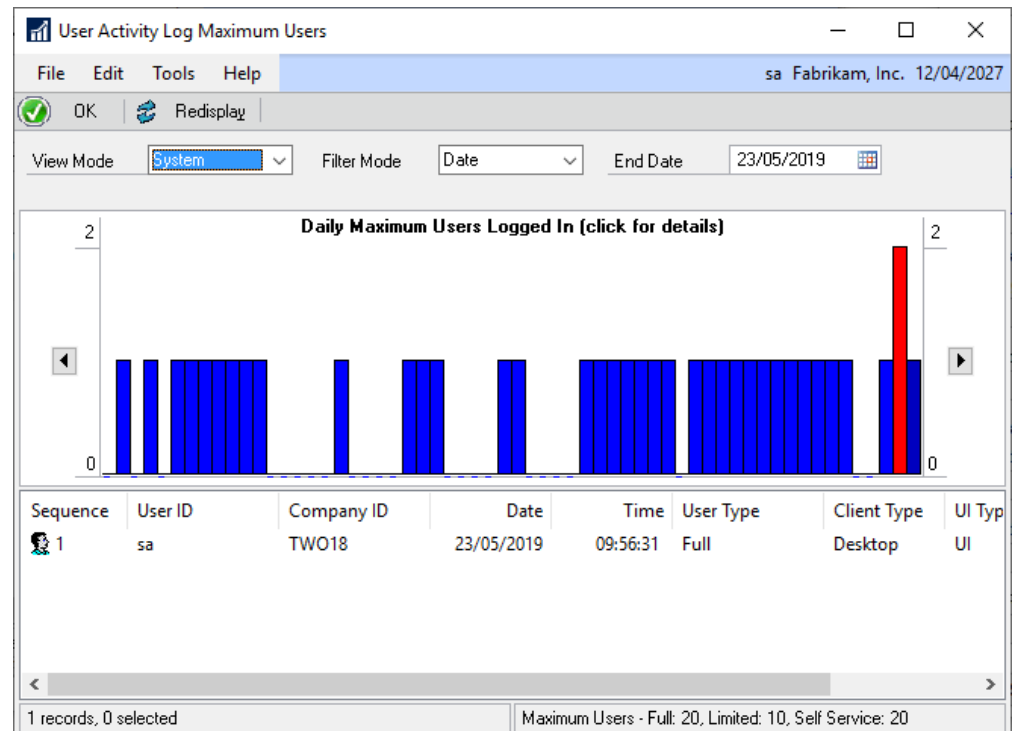 User Activity Log Maximum Users
File Edit Tools Help sa Fabrikam, Inc. 12/04/2027
OK Redisplay
View Mode System Filter Mode Date End Date 23/05/2019
Daily Maximum Users Logged In (click for details)
2 2
0 0
Sequence User ID Company ID Date Time User Type Client Type UI Typ
1 sa TWO18 23/05/2019 09:56:31 Full Desktop UI
1 records, 0 selected Maximum Users - Full: 20, Limited: 10, Self Service: 20